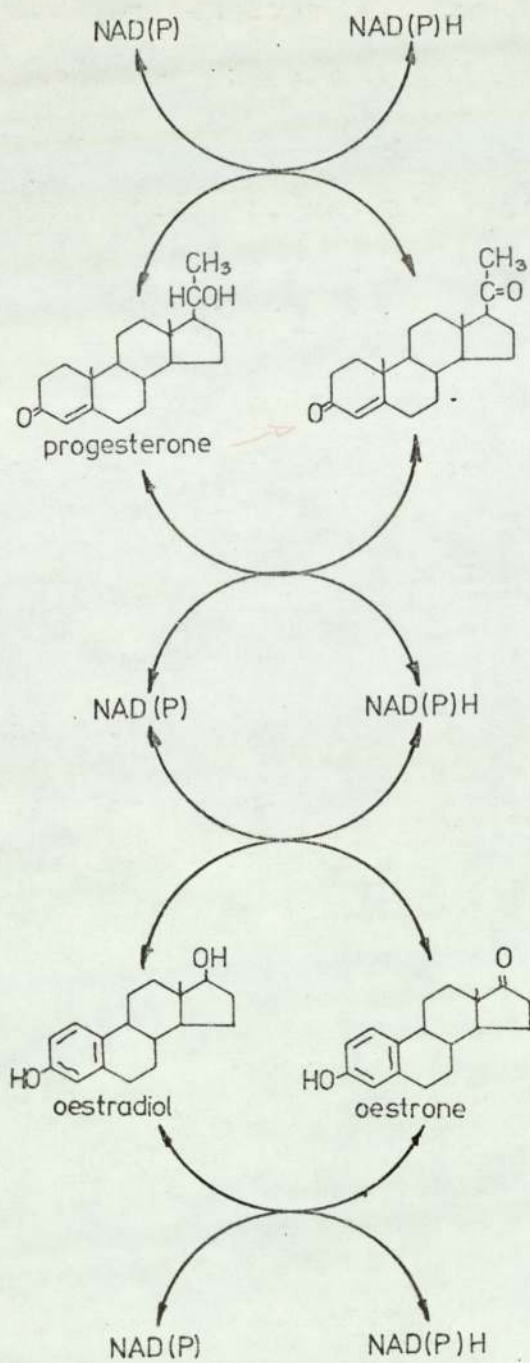 NAD(P) NAD(P)H
CH₃
HCOH
CH₃
C=O
O
O
progesterone
NAD(P) NAD(P)H
OH
O
HO
HO
oestradiol
oestrone
NAD(P) NAD(P)H